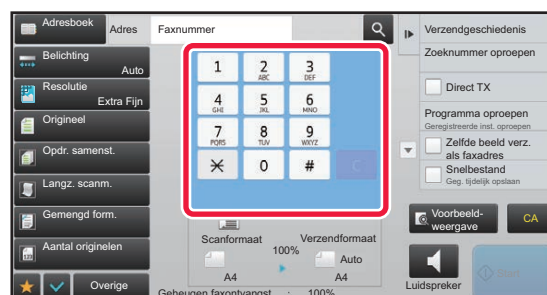 Adresboek
Adres
Faxnummer
Belichting
Auto
Resolutie
Extra Fijn
Origineel
Opdr. samenst.
Langz. scanm.
Gemengd form.
Aantal originelen
Overige
1
2
ABC
3
DEF
4
GHI
5
JKL
6
MNO
7
PQRS
8
TUV
9
WXYZ
0
#
C
Scanformaat
100%
Verzendformaat
Auto
A4
A4
Geheugen faxontvangst : 100%
Verzendgeschiedenis
Zoeknummer oproepen
Direct TX
Programma oproepen
Geregistreerde inst. oproepen
Zelfde beeld verz.
als faxadres
Snelbestand
Geg. tijdelijk opslaan
Voorbeeld-
weergave
CA
Luidspreker
Start